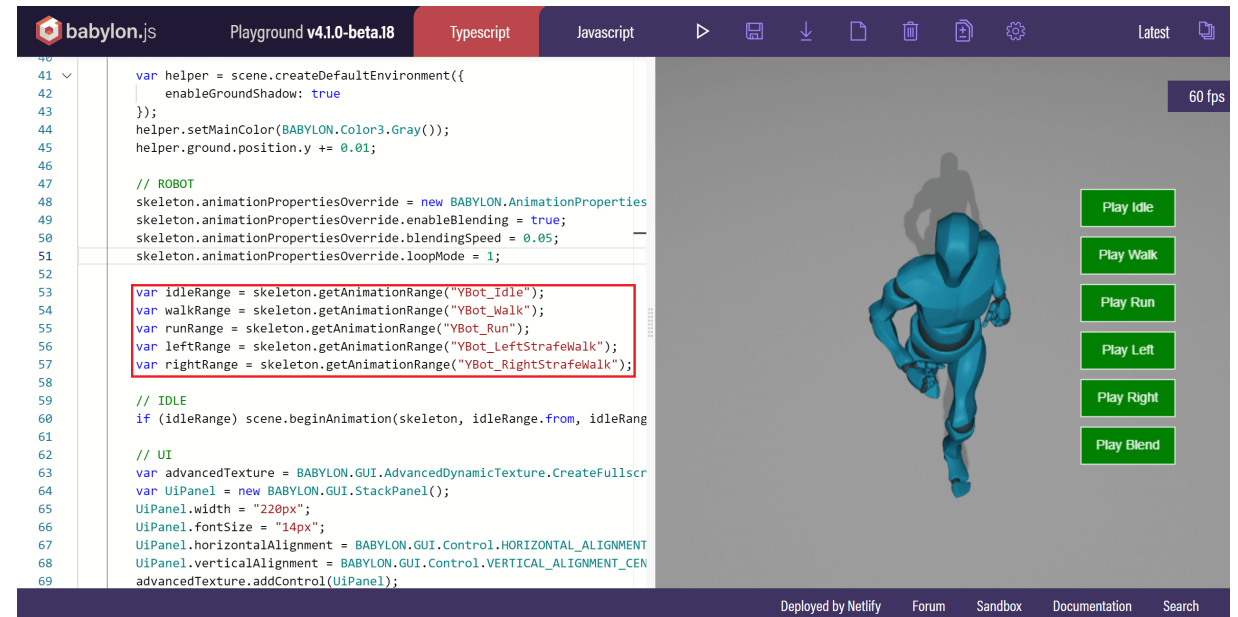 babylon.js
Playground v4.1.0-beta.18
Typescript
Javascript
Latest
60 fps
40
41 var helper = scene.createDefaultEnvironment({
42 enableGroundShadow: true
43 });
44 helper.setMainColor(BABYLON.Color3.Gray());
45 helper.ground.position.y += 0.01;
46
47 // ROBOT
48 skeleton.animationPropertiesOverride = new BABYLON.AnimationProperties
49 skeleton.animationPropertiesOverride.enableBlending = true;
50 skeleton.animationPropertiesOverride.blendingSpeed = 0.05;
51 skeleton.animationPropertiesOverride.loopMode = 1;
52
53 var idleRange = skeleton.getAnimationRange("YBot_Idle");
54 var walkRange = skeleton.getAnimationRange("YBot_Walk");
55 var runRange = skeleton.getAnimationRange("YBot_Run");
56 var leftRange = skeleton.getAnimationRange("YBot_LeftStrafeWalk");
57 var rightRange = skeleton.getAnimationRange("YBot_RightStrafeWalk");
58
59 // IDLE
60 if (idleRange) scene.beginAnimation(skeleton, idleRange.from, idleRang
61
62 // UI
63 var advancedTexture = BABYLON.GUI.AdvancedDynamicTexture.CreateFullscr
64 var UiPanel = new BABYLON.GUI.StackPanel();
65 UiPanel.width = "220px";
66 UiPanel.fontSize = "14px";
67 UiPanel.horizontalAlignment = BABYLON.GUI.Control.HORIZONTAL_ALIGNMENT
68 UiPanel.verticalAlignment = BABYLON.GUI.Control.VERTICAL_ALIGNMENT_CEN
69 advancedTexture.addControl(UiPanel);
Play Idle
Play Walk
Play Run
Play Left
Play Right
Play Blend
Deployed by Netlify
Forum
Sandbox
Documentation
Search